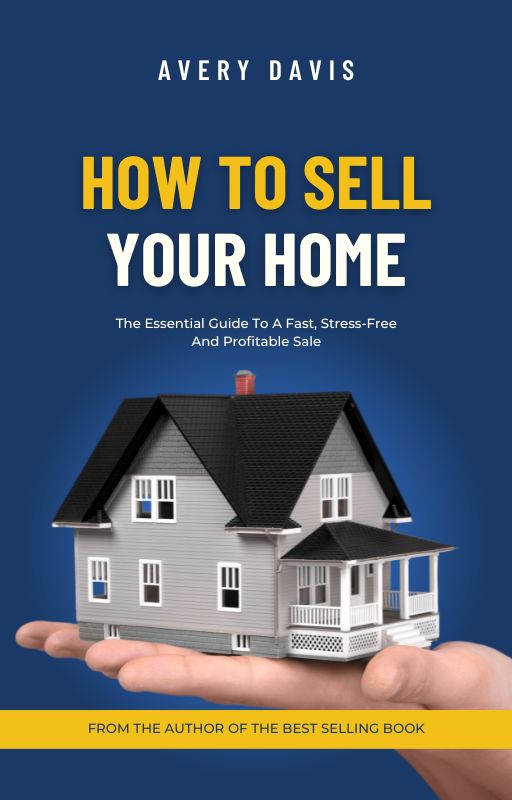 AVERY DAVIS
HOW TO SELL
YOUR HOME
The Essential Guide To A Fast, Stress-Free
And Profitable Sale
FROM THE AUTHOR OF THE BEST SELLING BOOK